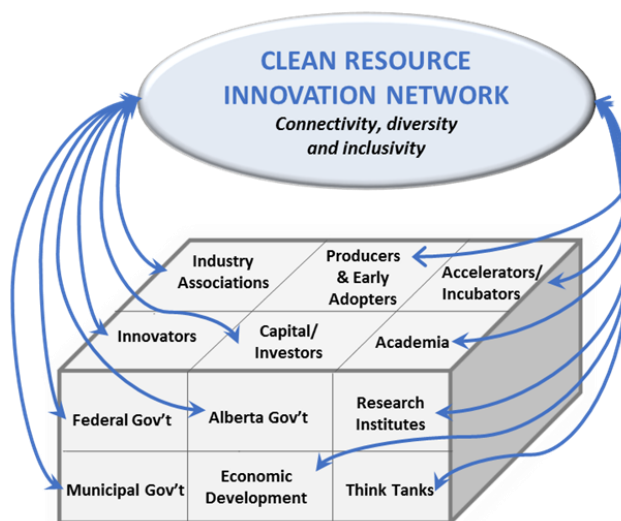 CLEAN RESOURCE
INNOVATION NETWORK
Connectivity, diversity
and inclusivity
Industry
Associations
Producers
& Early
Adopters
Accelerators/
Incubators
Innovators
Capital/
Investors
Academia
Federal Gov't
Alberta Gov't
Research
Institutes
Municipal Gov't
Economic
Development
Think Tanks